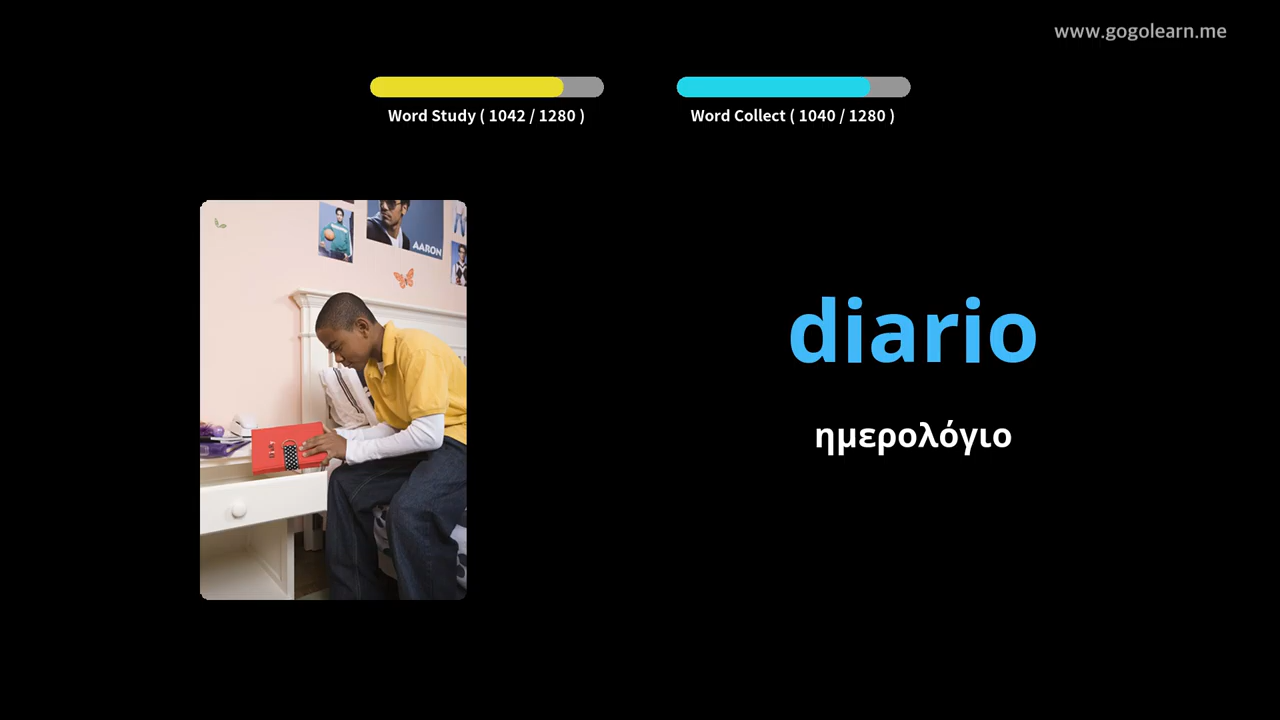 www.gogolearn.me
Word Study ( 1042 / 1280 )
Word Collect ( 1040 / 1280 )
AARON
diario
ημερολόγιο